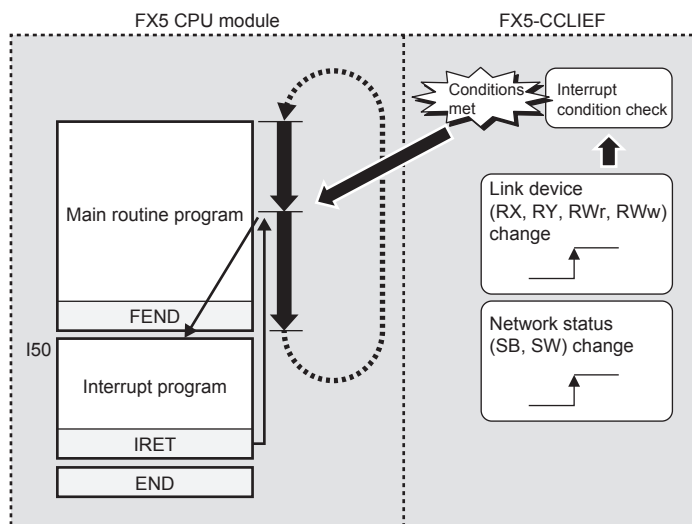 FX5 CPU module
FX5-CCLIEF
Conditions
met
Interrupt
condition check
Main routine program
Link device
(RX, RY, RWr, RWw)
change
FEND
Network status
(SB, SW) change
I50
Interrupt program
IRET
END